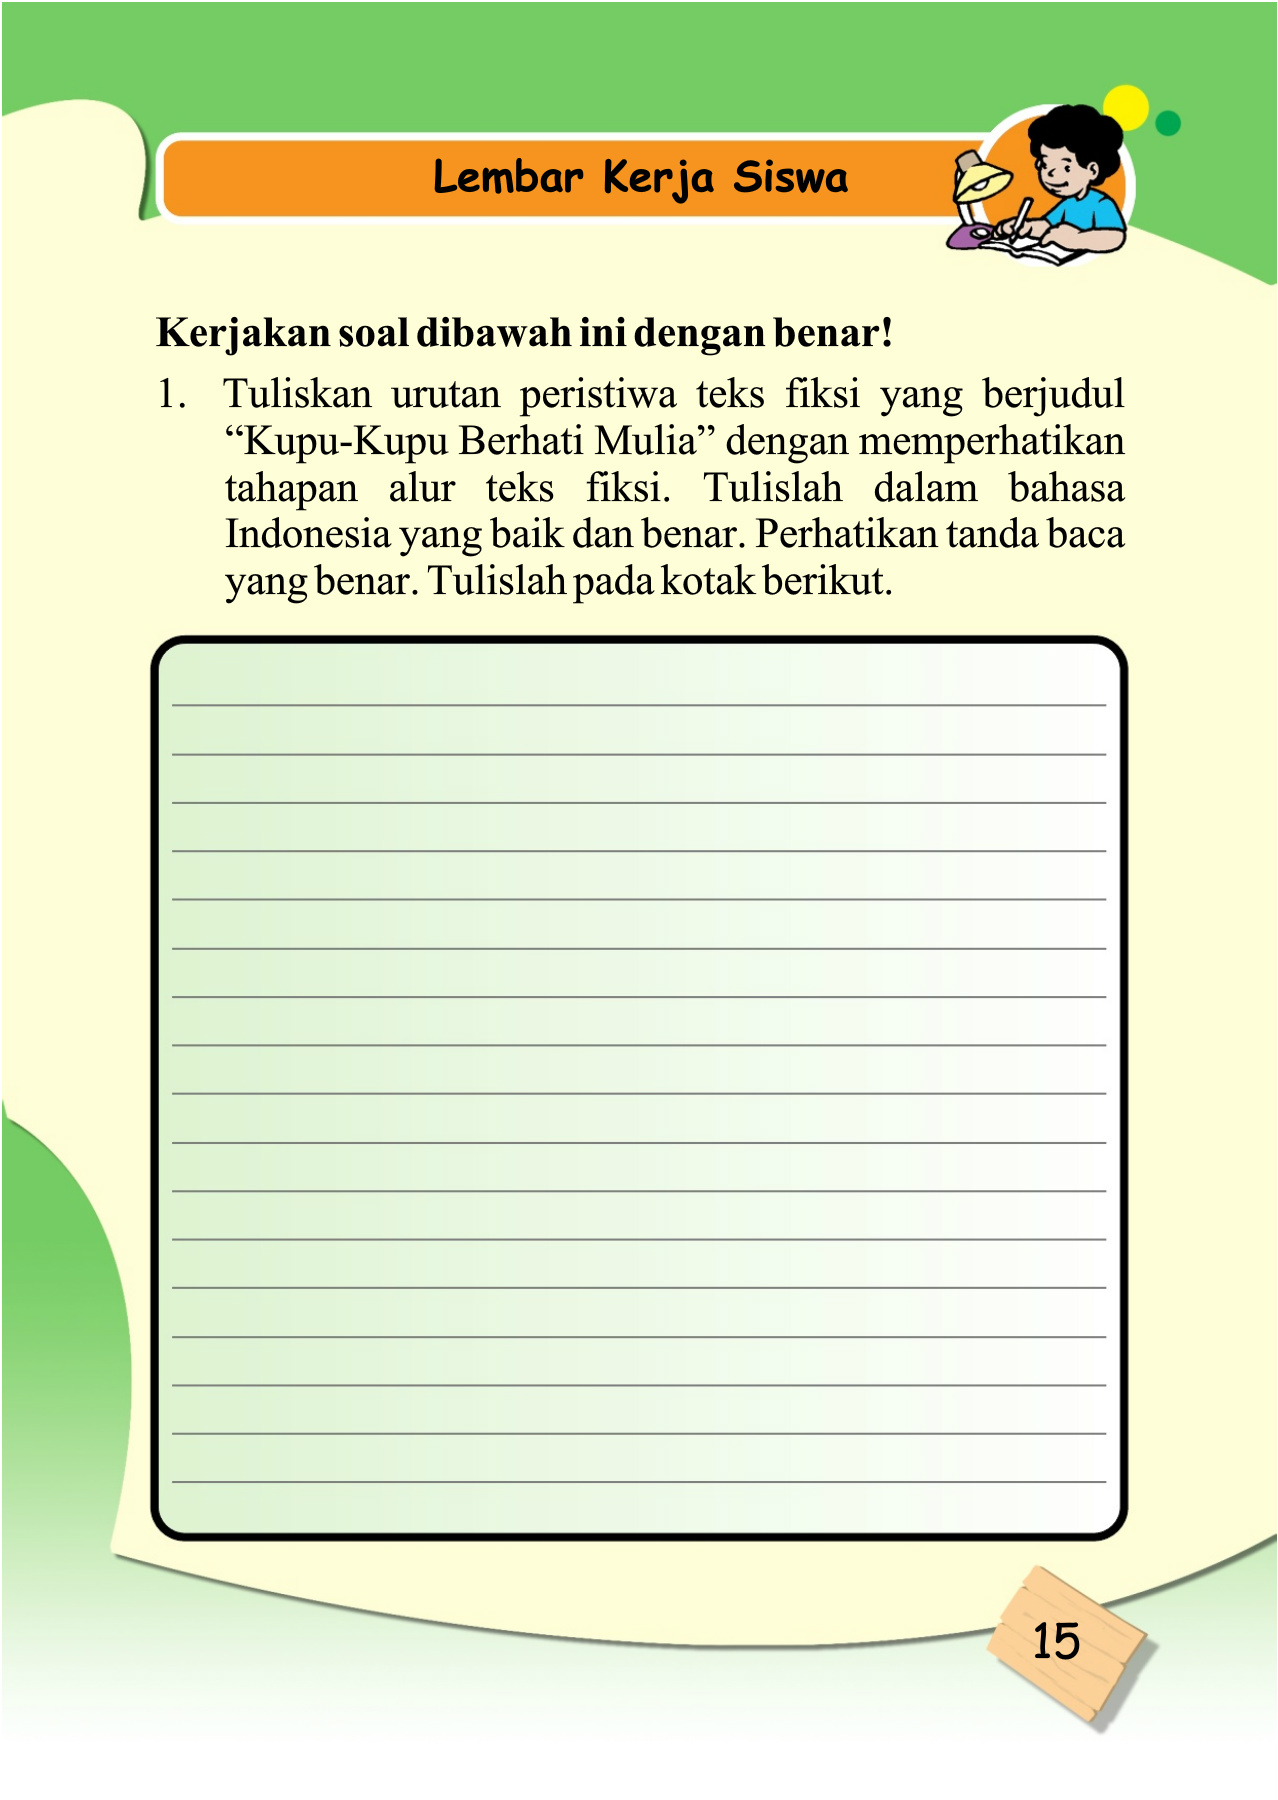 Lembar Kerja Siswa
Kerjakan soal dibawah ini dengan benar!
1. Tuliskan urutan peristiwa teks fiksi yang berjudul
“Kupu-Kupu Berhati Mulia” dengan memperhatikan
tahapan alur teks fiksi. Tulislah dalam bahasa
Indonesia yang baik dan benar. Perhatikan tanda baca
yang benar. Tulislah pada kotak berikut.
15